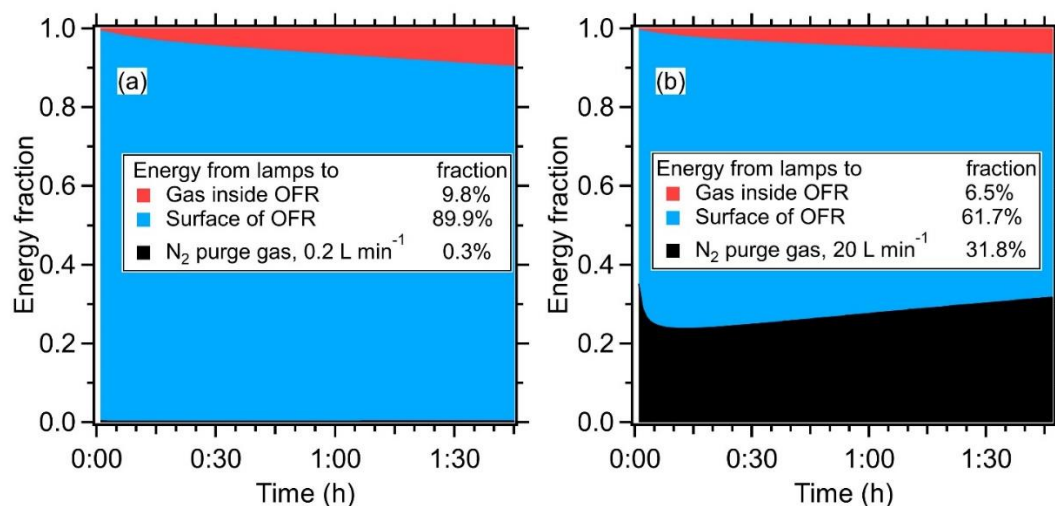 (a)
Energy fraction
1.0
0.8
0.6
0.4
0.2
0.0
Energy from lamps to fraction
Gas inside OFR 9.8%
Surface of OFR 89.9%
N₂ purge gas, 0.2 L min⁻¹ 0.3%
0:00 0:30 1:00 1:30
Time (h)
(b)
Energy fraction
1.0
0.8
0.6
0.4
0.2
0.0
Energy from lamps to fraction
Gas inside OFR 6.5%
Surface of OFR 61.7%
N₂ purge gas, 20 L min⁻¹ 31.8%
0:00 0:30 1:00 1:30
Time (h)